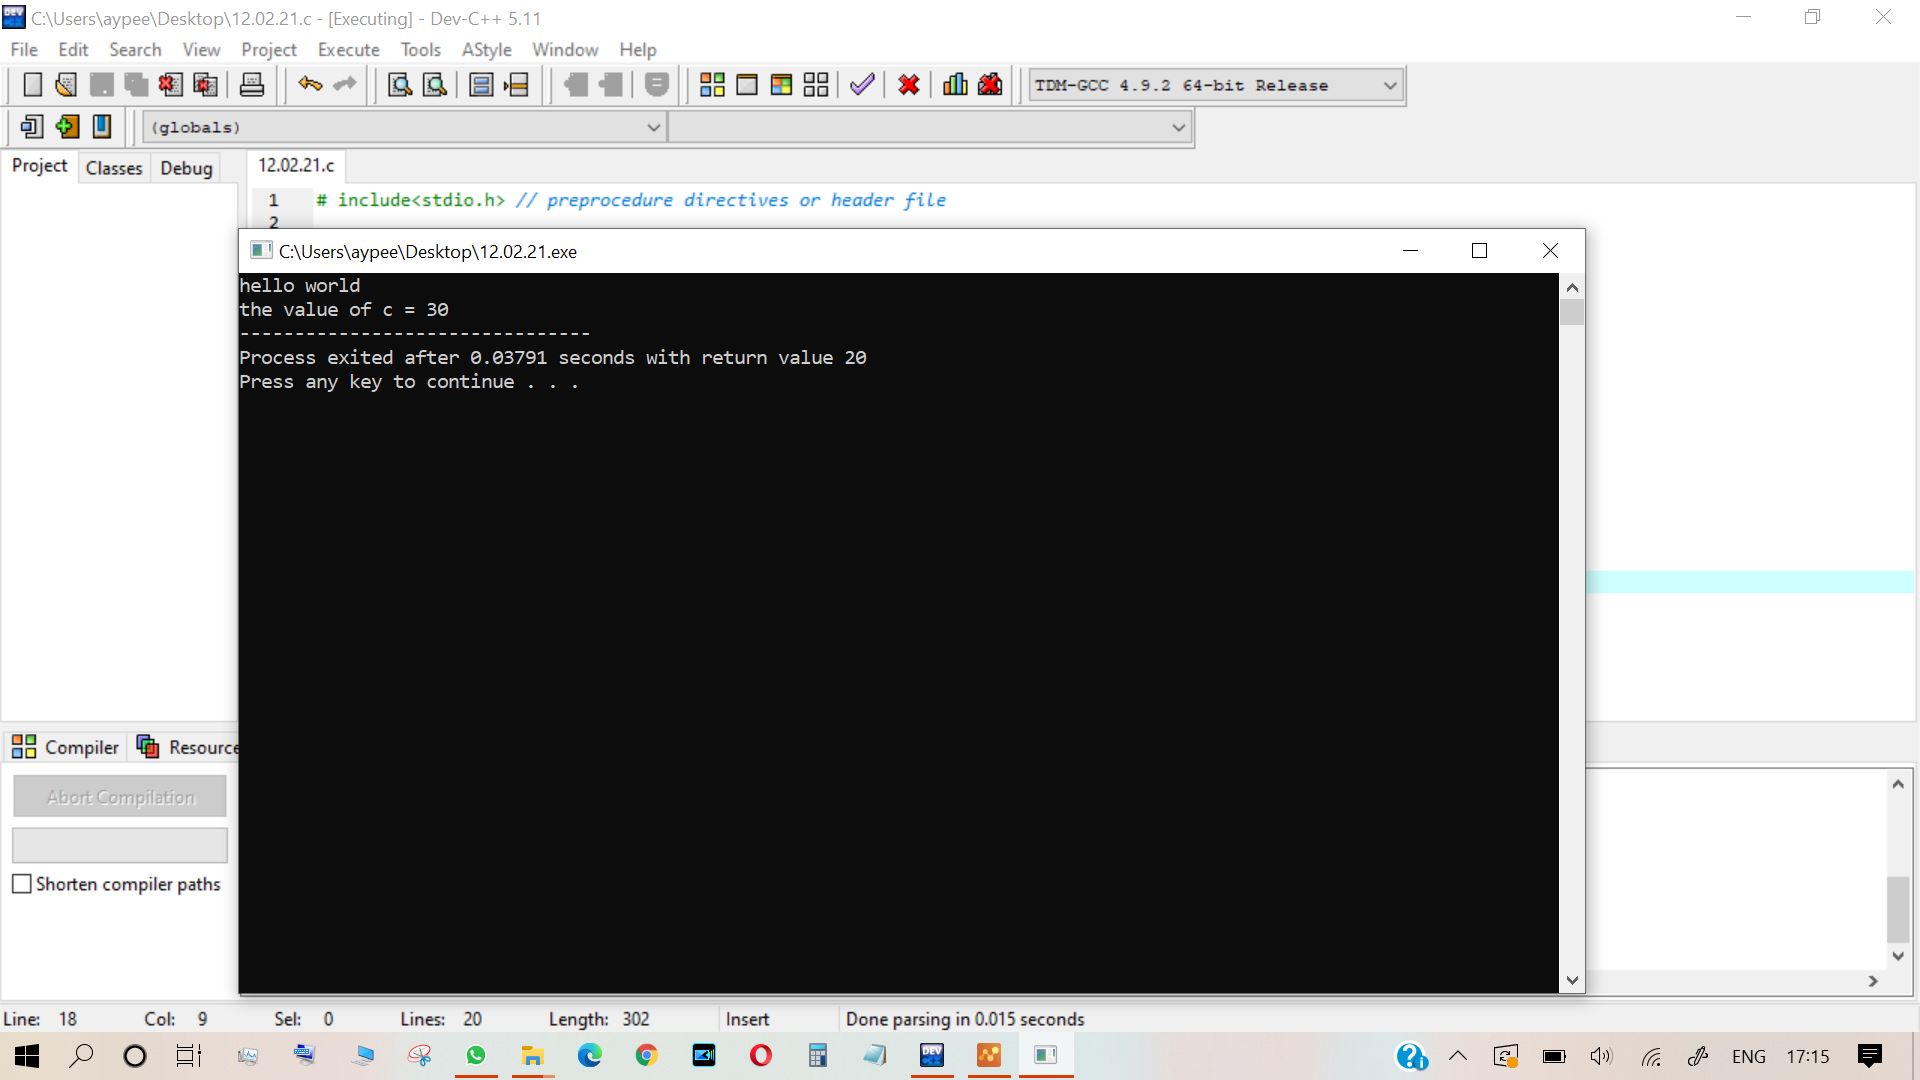 C:\Users\aypee\Desktop\12.02.21.c - [Executing] - Dev-C++ 5.11
File Edit Search View Project Execute Tools AStyle Window Help
TDM-GCC 4.9.2 64-bit Release
(globals)
Project Classes Debug 12.02.21.c
1 # include<stdio.h> // preprocedure directives or header file
2
C:\Users\aypee\Desktop\12.02.21.exe
hello world
the value of c = 30
--------------------------------
Process exited after 0.03791 seconds with return value 20
Press any key to continue . . .
Compiler Resource
Abort Compilation
Shorten compiler paths
Line: 18 Col: 9 Sel: 0 Lines: 20 Length: 302 Insert Done parsing in 0.015 seconds
DEV
ENG 17:15